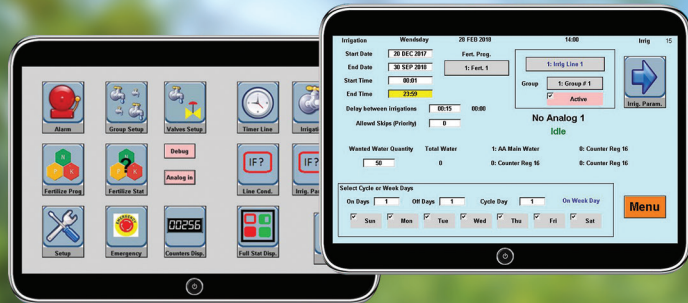 Alarm
Group Setup
Valves Setup
Timer Line
N
P
K
N
?
P
K
Debug
Analog in
IF?
IF?
Fertilize Prog
Fertilize Stat
Line Cond.
EMERGENCY
00256
Setup
Emergency
Counters Disp.
Full Stat Disp.
Irrigation
Wendsday
28 FEB 2018
14:00
Irrig
15
Start Date
20 DEC 2017
Fert. Prog.
End Date
30 SEP 2018
1: Fert. 1
1: Irrig Line 1
Start Time
00:01
Group
1: Group # 1
End Time
23:59
Active
Irrig. Param.
Delay between irrigations
00:15
00:00
No Analog 1
Allowd Skips (Priority)
0
Idle
Wanted Water Quantity
Total Water
1: AA Main Water
0: Counter Reg 16
50
0
0: Counter Reg 16
0: Counter Reg 16
Select Cycle or Week Days
On Days
1
Off Days
1
Cycle Day
1
On Week Day
Menu
Sun
Mon
Tue
Wed
Thu
Fri
Sat